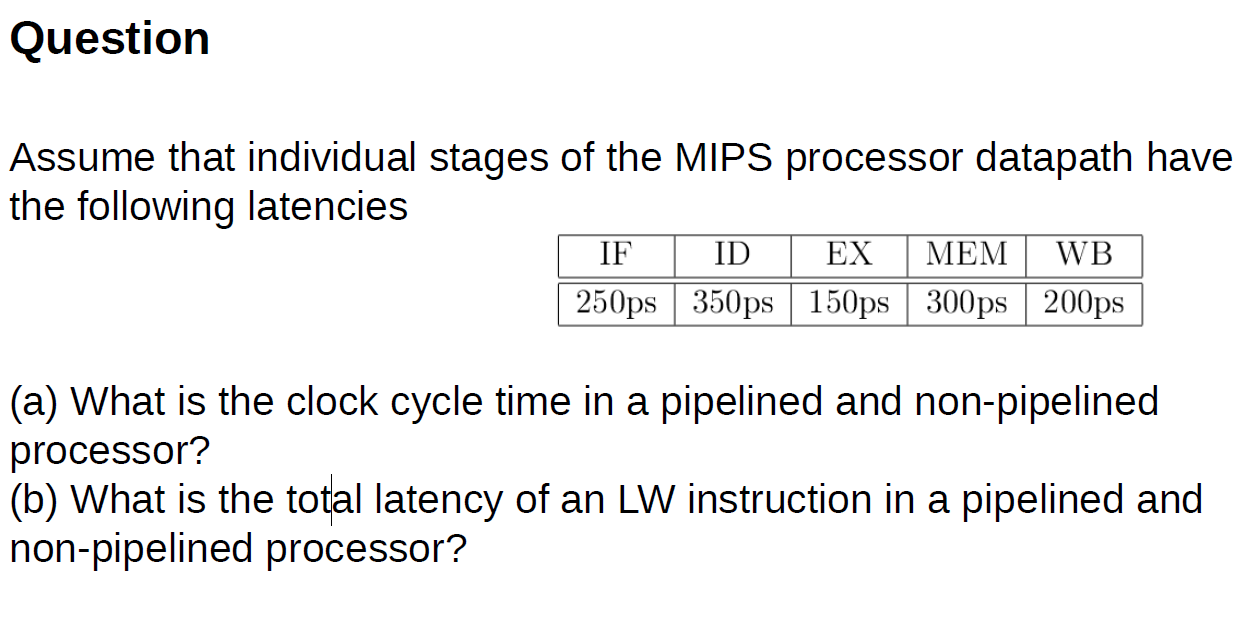 Question
Assume that individual stages of the MIPS processor datapath have
the following latencies
IF ID EX MEM WB
250ps 350ps 150ps 300ps 200ps
(a) What is the clock cycle time in a pipelined and non-pipelined
processor?
(b) What is the total latency of an LW instruction in a pipelined and
non-pipelined processor?